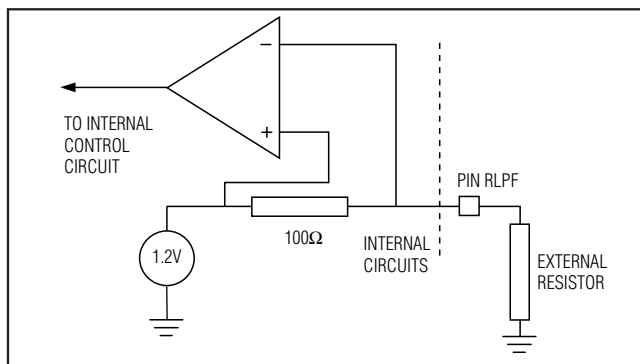 −
+
TO INTERNAL
CONTROL
CIRCUIT
PIN RLPF
100Ω
INTERNAL
CIRCUITS
1.2V
EXTERNAL
RESISTOR